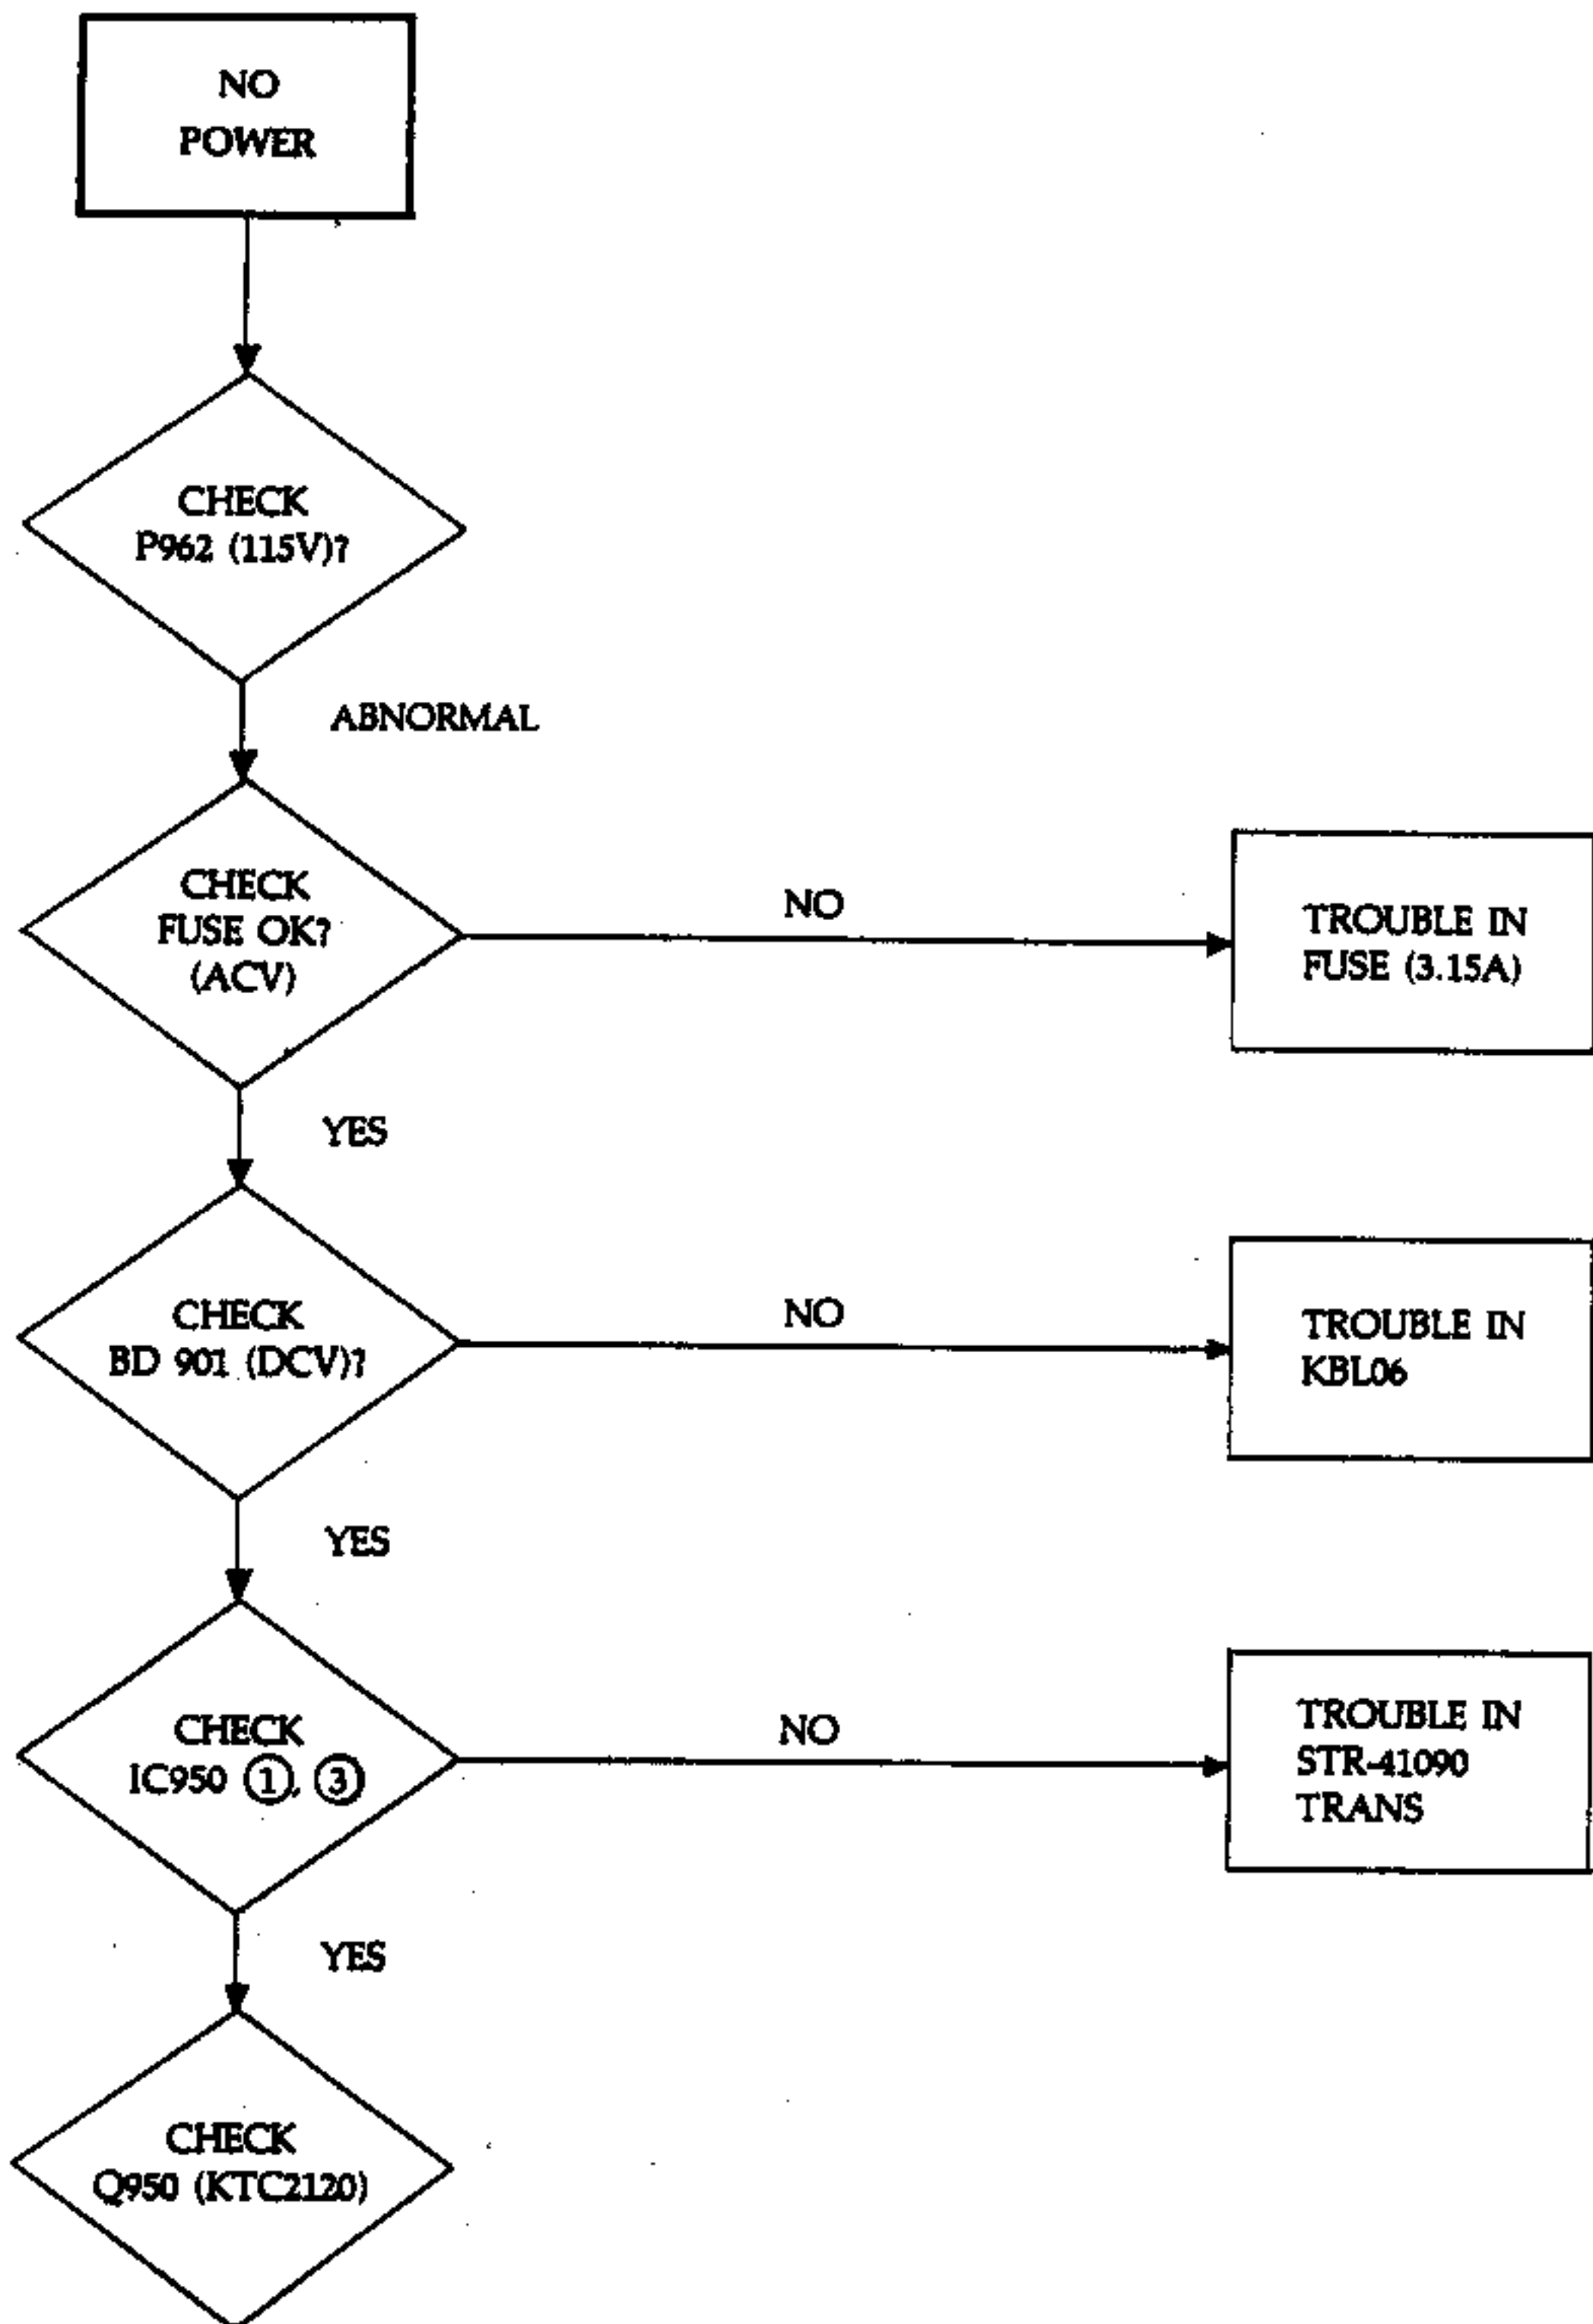 NO
POWER
CHECK
P962 (115V)?
ABNORMAL
CHECK
FUSE OK?
(ACV)
NO
TROUBLE IN
FUSE (3.15A)
YES
CHECK
BD 901 (DCV)?
NO
TROUBLE IN
KBL06
YES
CHECK
IC950 ①, ③
NO
TROUBLE IN
STR-41090
TRANS
YES
CHECK
Q950 (KTC2120)